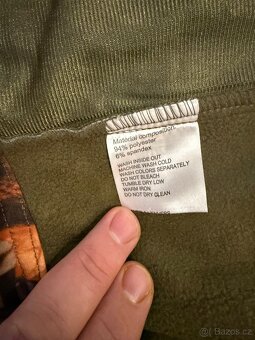 Material composition
94% polyester
6% spandex
WASH INSIDE OUT
MACHINE WASH COLD
WASH COLORS SEPARATELY
DO NOT BLEACH
TUMBLE DRY LOW
WARM IRON
DO NOT DRY CLEAN
sbazos.cz